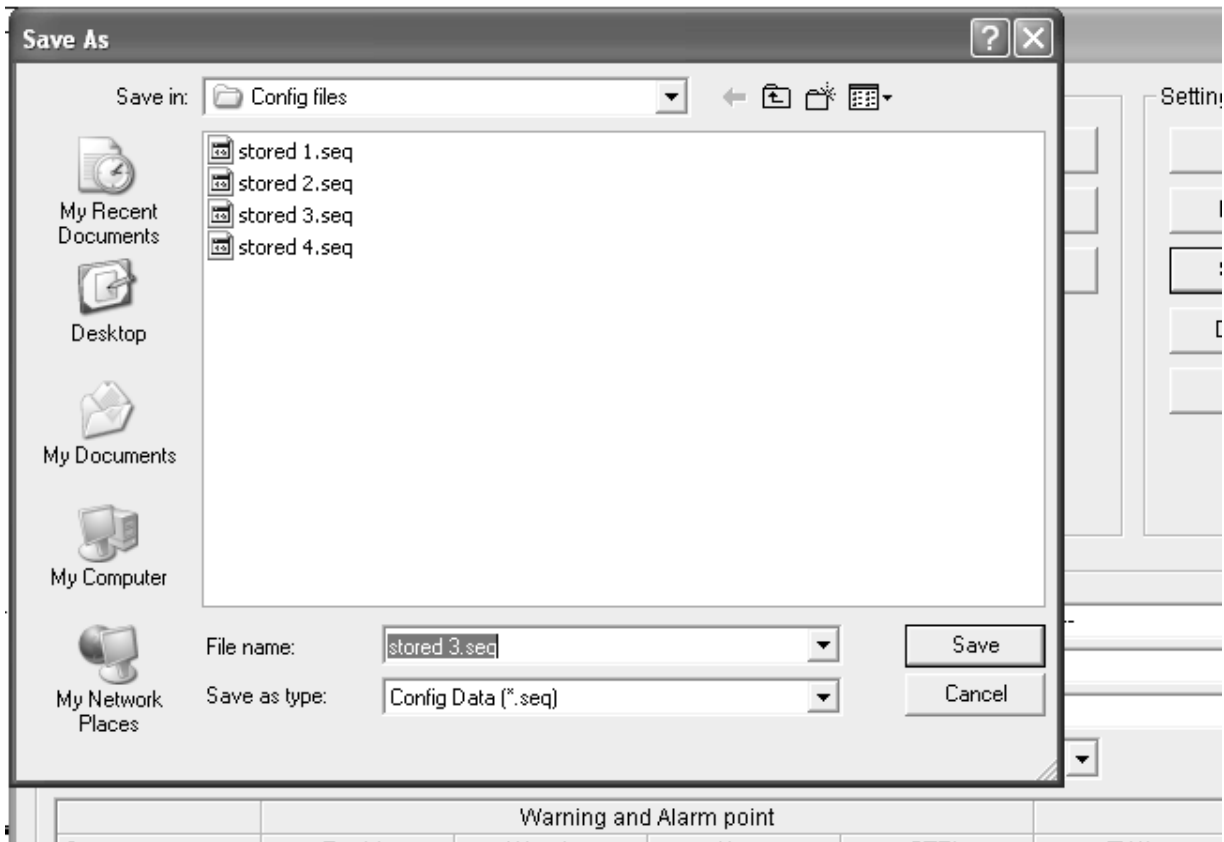 Save As
Save in:
Config files
Setting
stored 1.seq
stored 2.seq
stored 3.seq
stored 4.seq
My Recent
Documents
Desktop
My Documents
My Computer
My Network
Places
File name:
stored 3.seq
Save
Save as type:
Config Data (*.seq)
Cancel
--
Warning and Alarm point